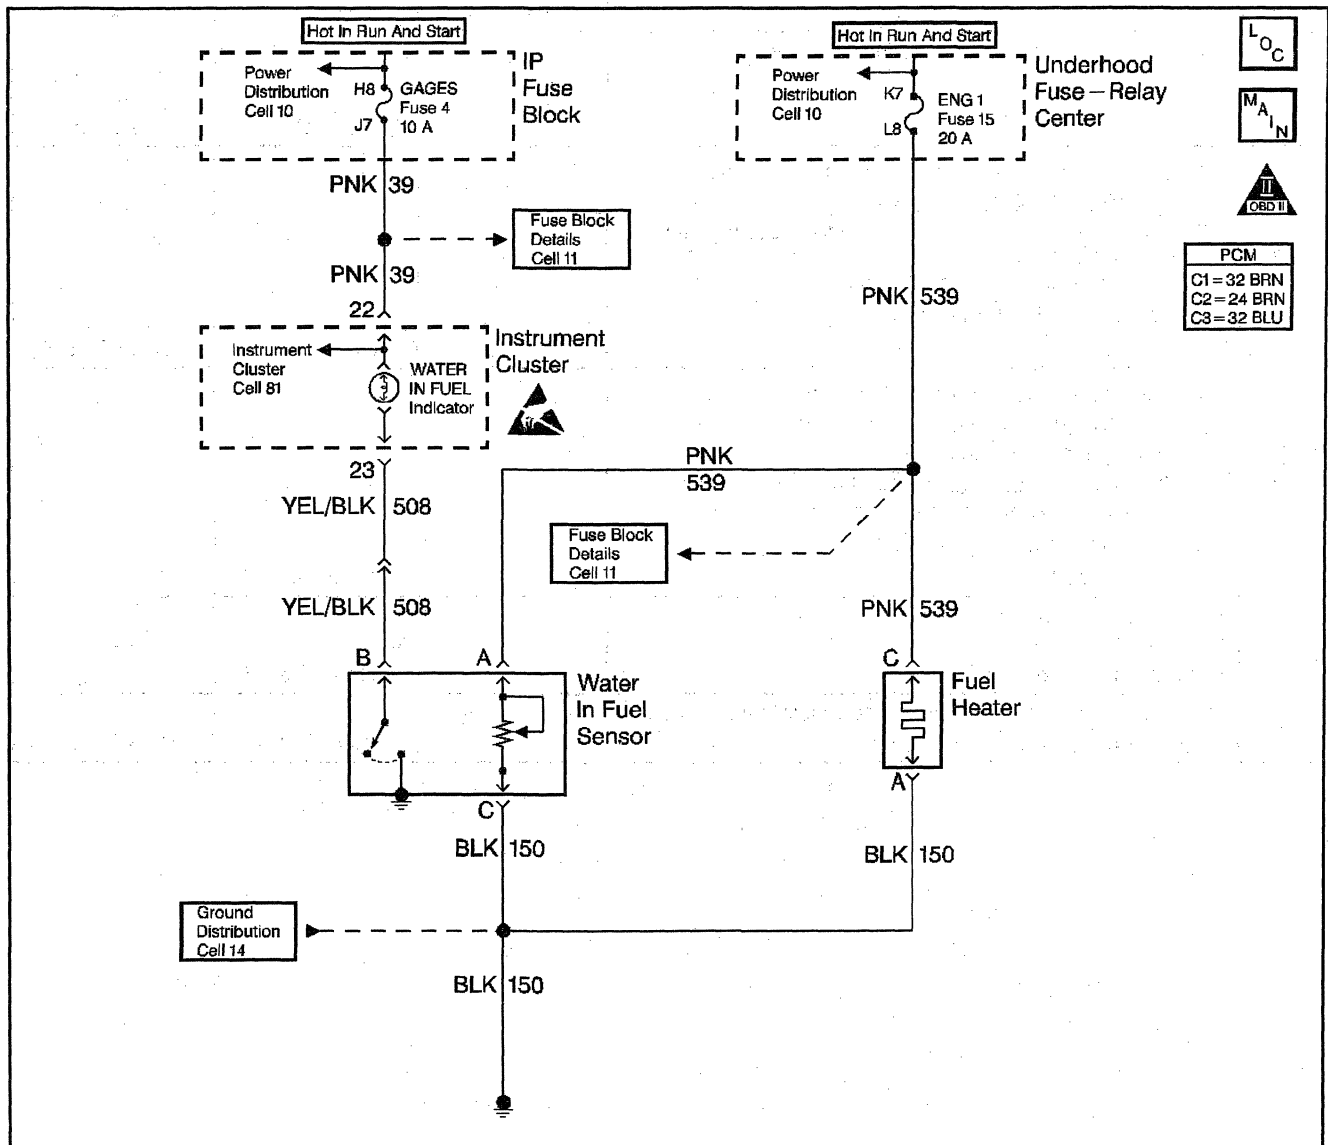 Hot In Run And Start
Hot In Run And Start
L
O
C
Power
Distribution
Cell 10
H8
J7
GAGES
Fuse 4
10 A
IP
Fuse
Block
Power
Distribution
Cell 10
K7
L8
ENG 1
Fuse 15
20 A
Underhood
Fuse–Relay
Center
M
A
I
N
II
OBD II
PNK 39
Fuse Block
Details
Cell 11
PNK 39
PCM
C1=32 BRN
C2=24 BRN
C3=32 BLU
PNK 539
22
Instrument
Cluster
Cell 81
WATER
IN FUEL
Indicator
Instrument
Cluster
23
PNK
539
YEL/BLK 508
Fuse Block
Details
Cell 11
YEL/BLK 508
PNK 539
B
A
C
Water
In Fuel
Sensor
Fuel
Heater
C
A
BLK 150
BLK 150
Ground
Distribution
Cell 14
BLK 150